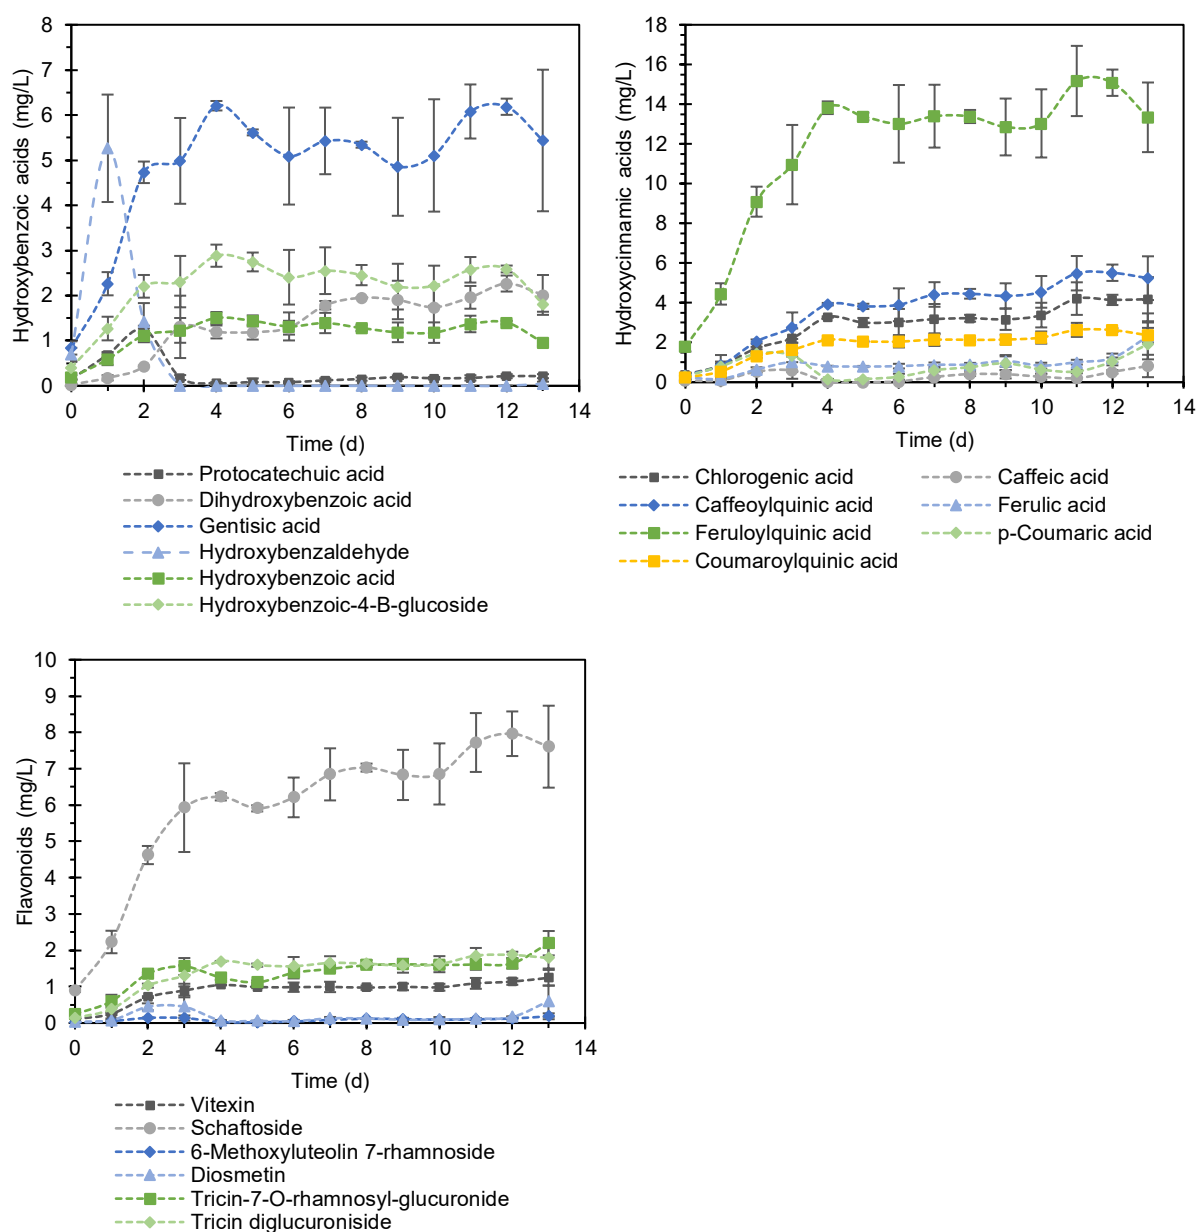 Hydroxybenzoic acids (mg/L)
8
7
6
5
4
3
2
1
0
0 2 4 6 8 10 12 14
Time (d)
Protocatechuic acid
Dihydroxybenzoic acid
Gentisic acid
Hydroxybenzaldehyde
Hydroxybenzoic acid
Hydroxybenzoic-4-B-glucoside
Hydroxycinnamic acids (mg/L)
18
16
14
12
10
8
6
4
2
0
0 2 4 6 8 10 12 14
Time (d)
Chlorogenic acid
Caffeic acid
Caffeoylquinic acid
Ferulic acid
Feruloylquinic acid
p-Coumaric acid
Coumaroylquinic acid
Flavonoids (mg/L)
10
9
8
7
6
5
4
3
2
1
0
0 2 4 6 8 10 12 14
Time (d)
Vitexin
Schaftoside
6-Methoxyluteolin 7-rhamnoside
Diosmetin
Tricin-7-O-rhamnosyl-glucuronide
Tricin diglucuroniside